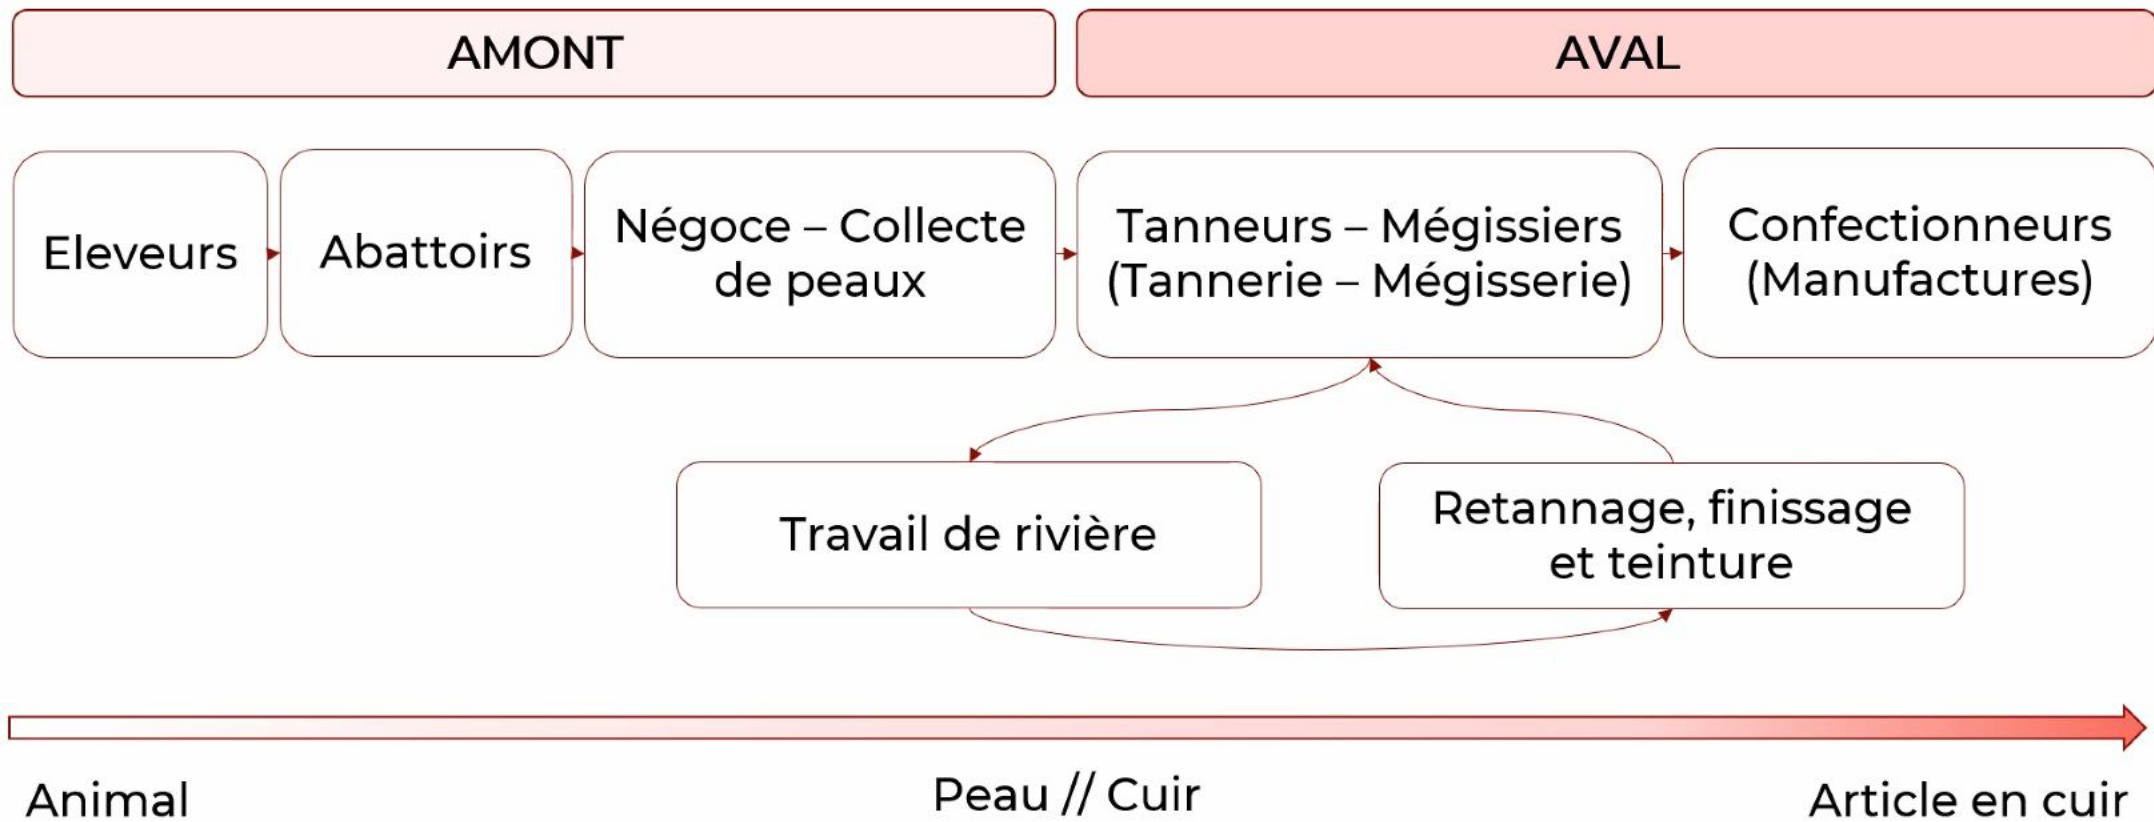 AMONT
AVAL
Eleveurs
Abattoirs
Négoce – Collecte
de peaux
Tanneurs – Mégissiers
(Tannerie – Mégisserie)
Confectionneurs
(Manufactures)
Travail de rivière
Retannage, finissage
et teinture
Animal
Peau // Cuir
Article en cuir